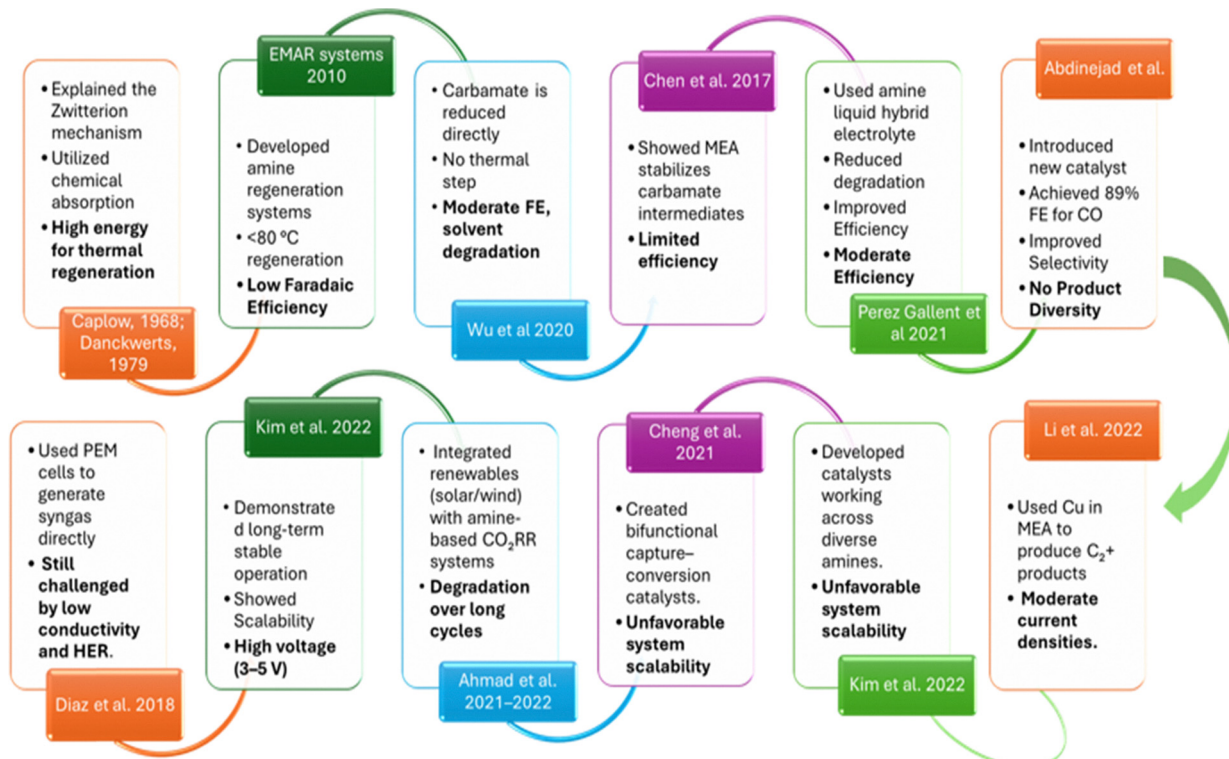 • Explained the
Zwitterion
mechanism
• Utilized
chemical
absorption
• High energy
for thermal
regeneration
Caplow, 1968;
Danckwerts,
1979
EMAR systems
2010
• Developed
amine
regeneration
systems
• <80 ºC
regeneration
• Low Faradaic
Efficiency
• Carbamate is
reduced
directly
• No thermal
step
• Moderate FE,
solvent
degradation
Wu et al 2020
Chen et al. 2017
• Showed MEA
stabilizes
carbamate
intermediates
• Limited
efficiency
• Used amine
liquid hybrid
electrolyte
• Reduced
degradation
• Improved
Efficiency
• Moderate
Efficiency
Perez Gallent et
al 2021
Abdinejad et al.
• Introduced
new catalyst
• Achieved 89%
FE for CO
• Improved
Selectivity
• No Product
Diversity
• Used PEM
cells to
generate
syngas
directly
• Still
challenged
by low
conductivity
and HER.
Diaz et al. 2018
Kim et al. 2022
• Demonstrate
d long-term
stable
operation
• Showed
Scalability
• High voltage
(3–5 V)
• Integrated
renewables
(solar/wind)
with amine-
based CO₂RR
systems
• Degradation
over long
cycles
Ahmad et al.
2021–2022
Cheng et al.
2021
• Created
bifunctional
capture–
conversion
catalysts.
• Unfavorable
system
scalability
• Developed
catalysts
working
across
diverse
amines.
• Unfavorable
system
scalability
Kim et al. 2022
Li et al. 2022
• Used Cu in
MEA to
produce C₂+
products
• Moderate
current
densities.